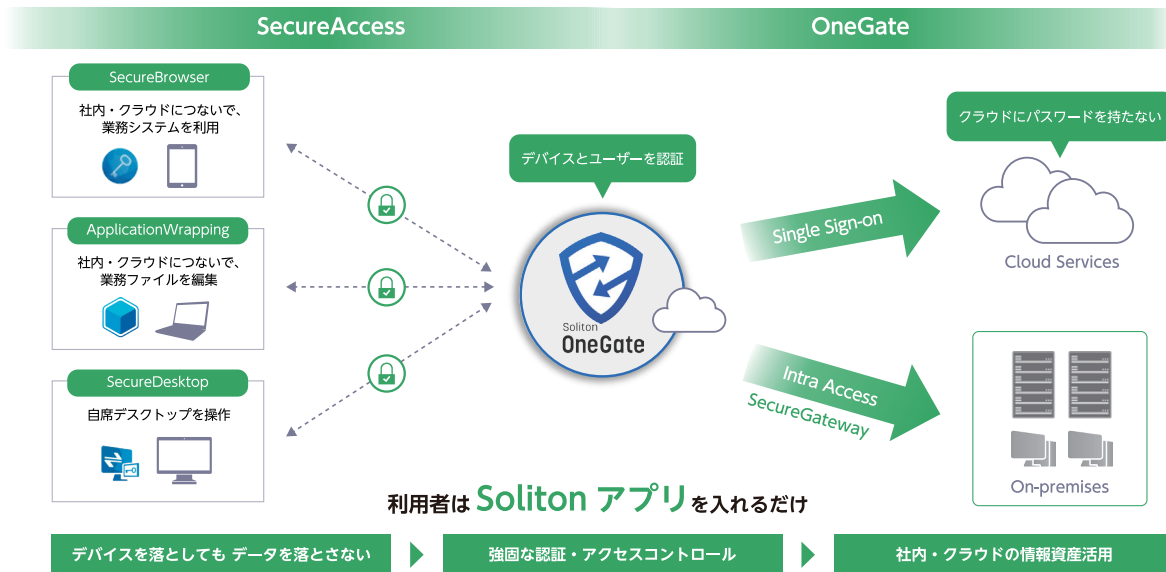 SecureAccess
OneGate
SecureBrowser
社内・クラウドにつないで、
業務システムを利用
ApplicationWrapping
社内・クラウドにつないで、
業務ファイルを編集
SecureDesktop
自席デスクトップを操作
デバイスとユーザーを認証
Soliton
OneGate
クラウドにパスワードを持たない
Single Sign-on
Cloud Services
Intra Access
SecureGateway
On-premises
利用者は Soliton アプリを入れるだけ
デバイスを落としても データを落とさない
強固な認証・アクセスコントロール
社内・クラウドの情報資産活用